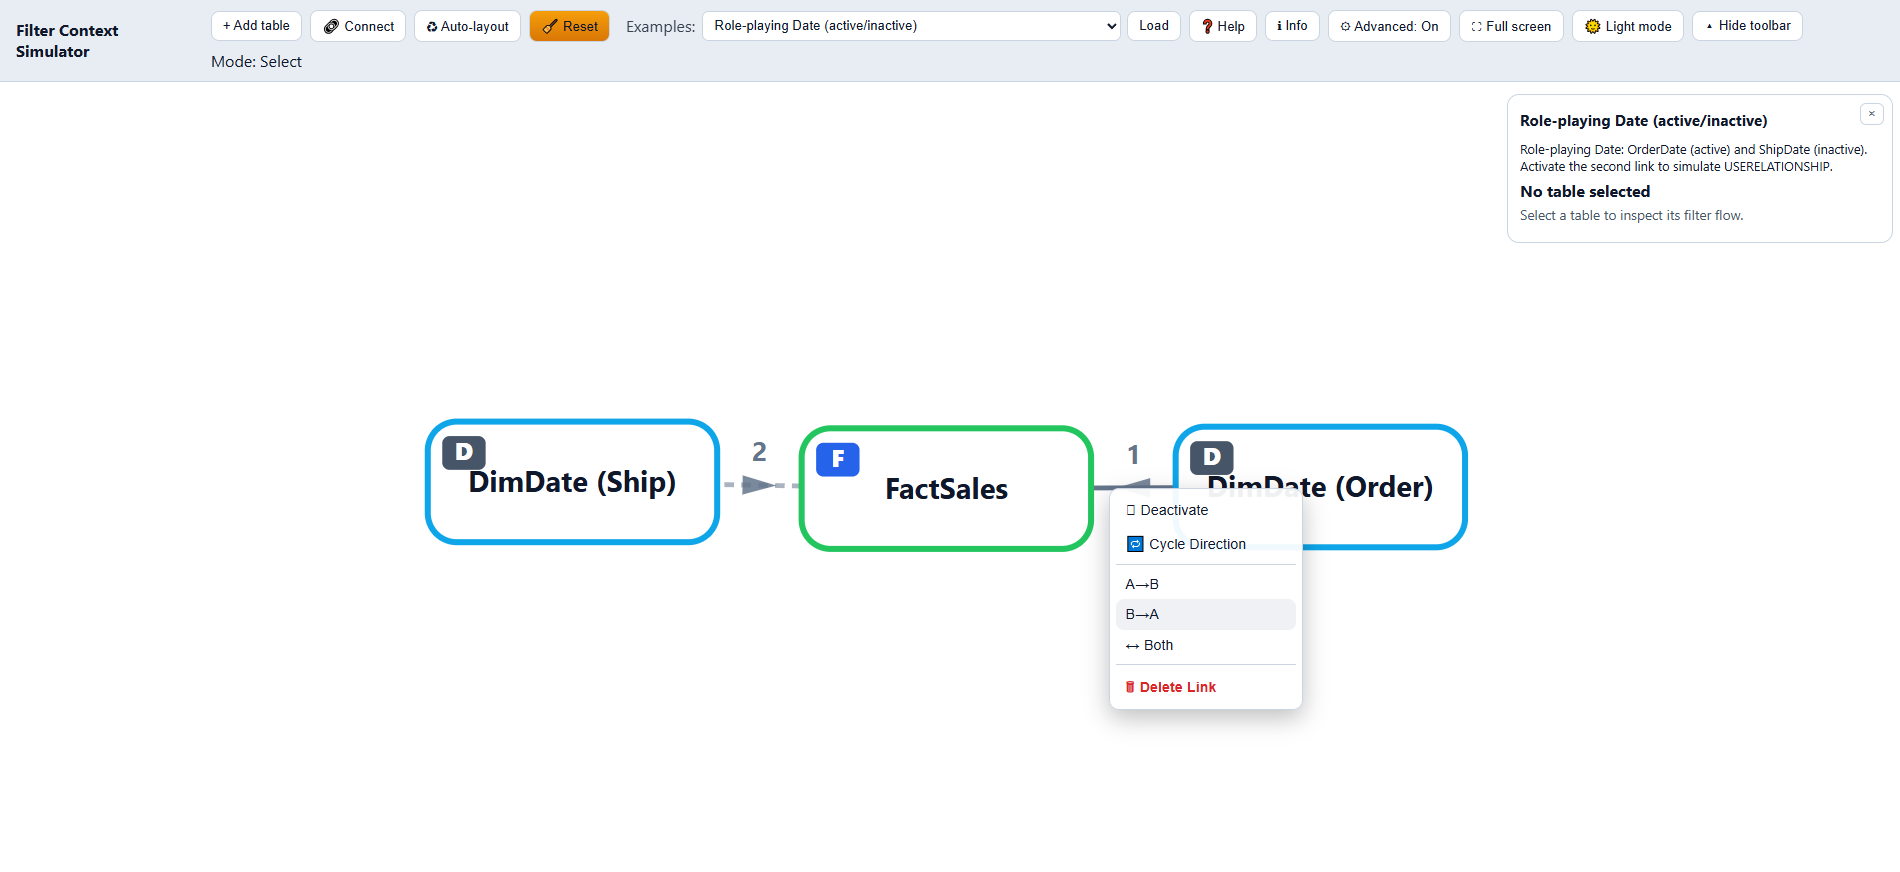 Filter Context
Simulator
+ Add table
Connect
Auto-layout
Reset
Examples:
Role-playing Date (active/inactive)
Load
Help
Info
Advanced: On
Full screen
Light mode
Hide toolbar
Mode: Select
Role-playing Date (active/inactive)
×
Role-playing Date: OrderDate (active) and ShipDate (inactive).
Activate the second link to simulate USERELATIONSHIP.
No table selected
Select a table to inspect its filter flow.
D
DimDate (Ship)
2
F
FactSales
1
D
DimDate (Order)
Deactivate
Cycle Direction
A→B
B→A
↔ Both
Delete Link